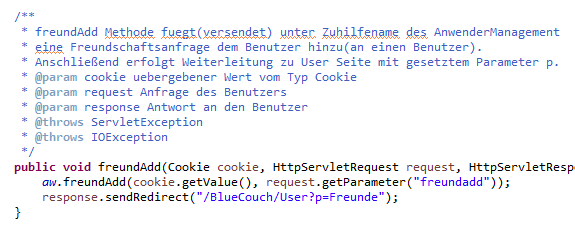 /**
* freundAdd Methode fuegt(versendet) unter Zuhilfename des AnwenderManagement
* eine Freundschaftsanfrage dem Benutzer hinzu(an einen Benutzer).
* Anschließend erfolgt Weiterleitung zu User Seite mit gesetztem Parameter p.
* @param cookie uebergebener Wert vom Typ Cookie
* @param request Anfrage des Benutzers
* @param response Antwort an den Benutzer
* @throws ServletException
* @throws IOException
*/
public void freundAdd(Cookie cookie, HttpServletRequest request, HttpServletResp
aw.freundAdd(cookie.getValue(), request.getParameter("freundadd"));
response.sendRedirect("/BlueCouch/User?p=Freunde");
}